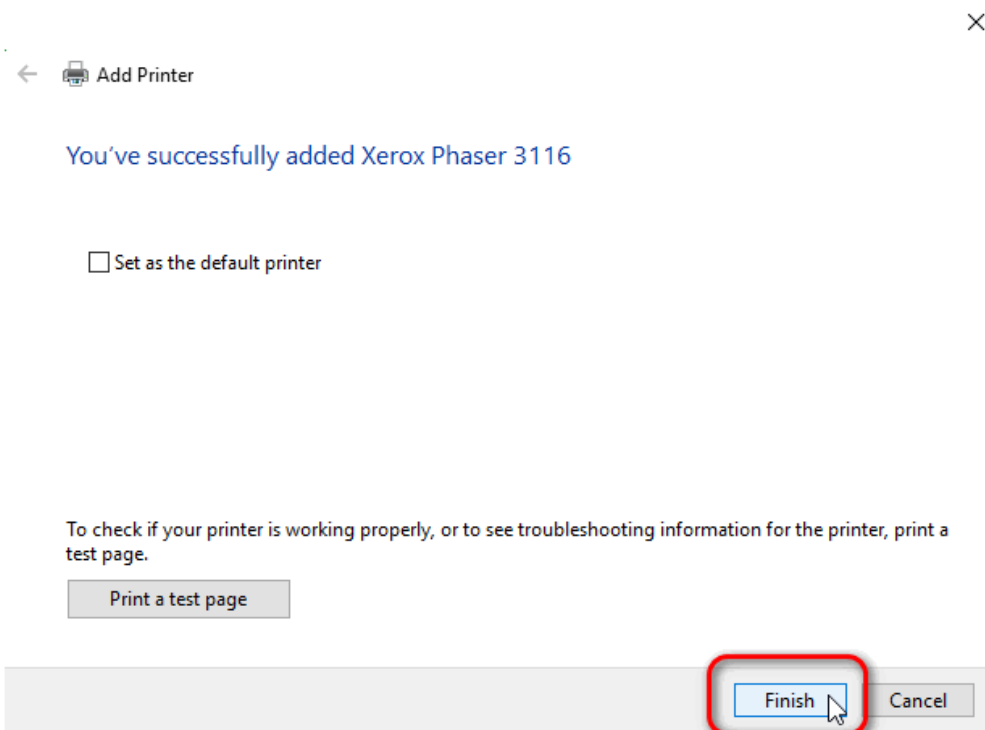 Add Printer
You've successfully added Xerox Phaser 3116
Set as the default printer
To check if your printer is working properly, or to see troubleshooting information for the printer, print a
test page.
Print a test page
Finish
Cancel